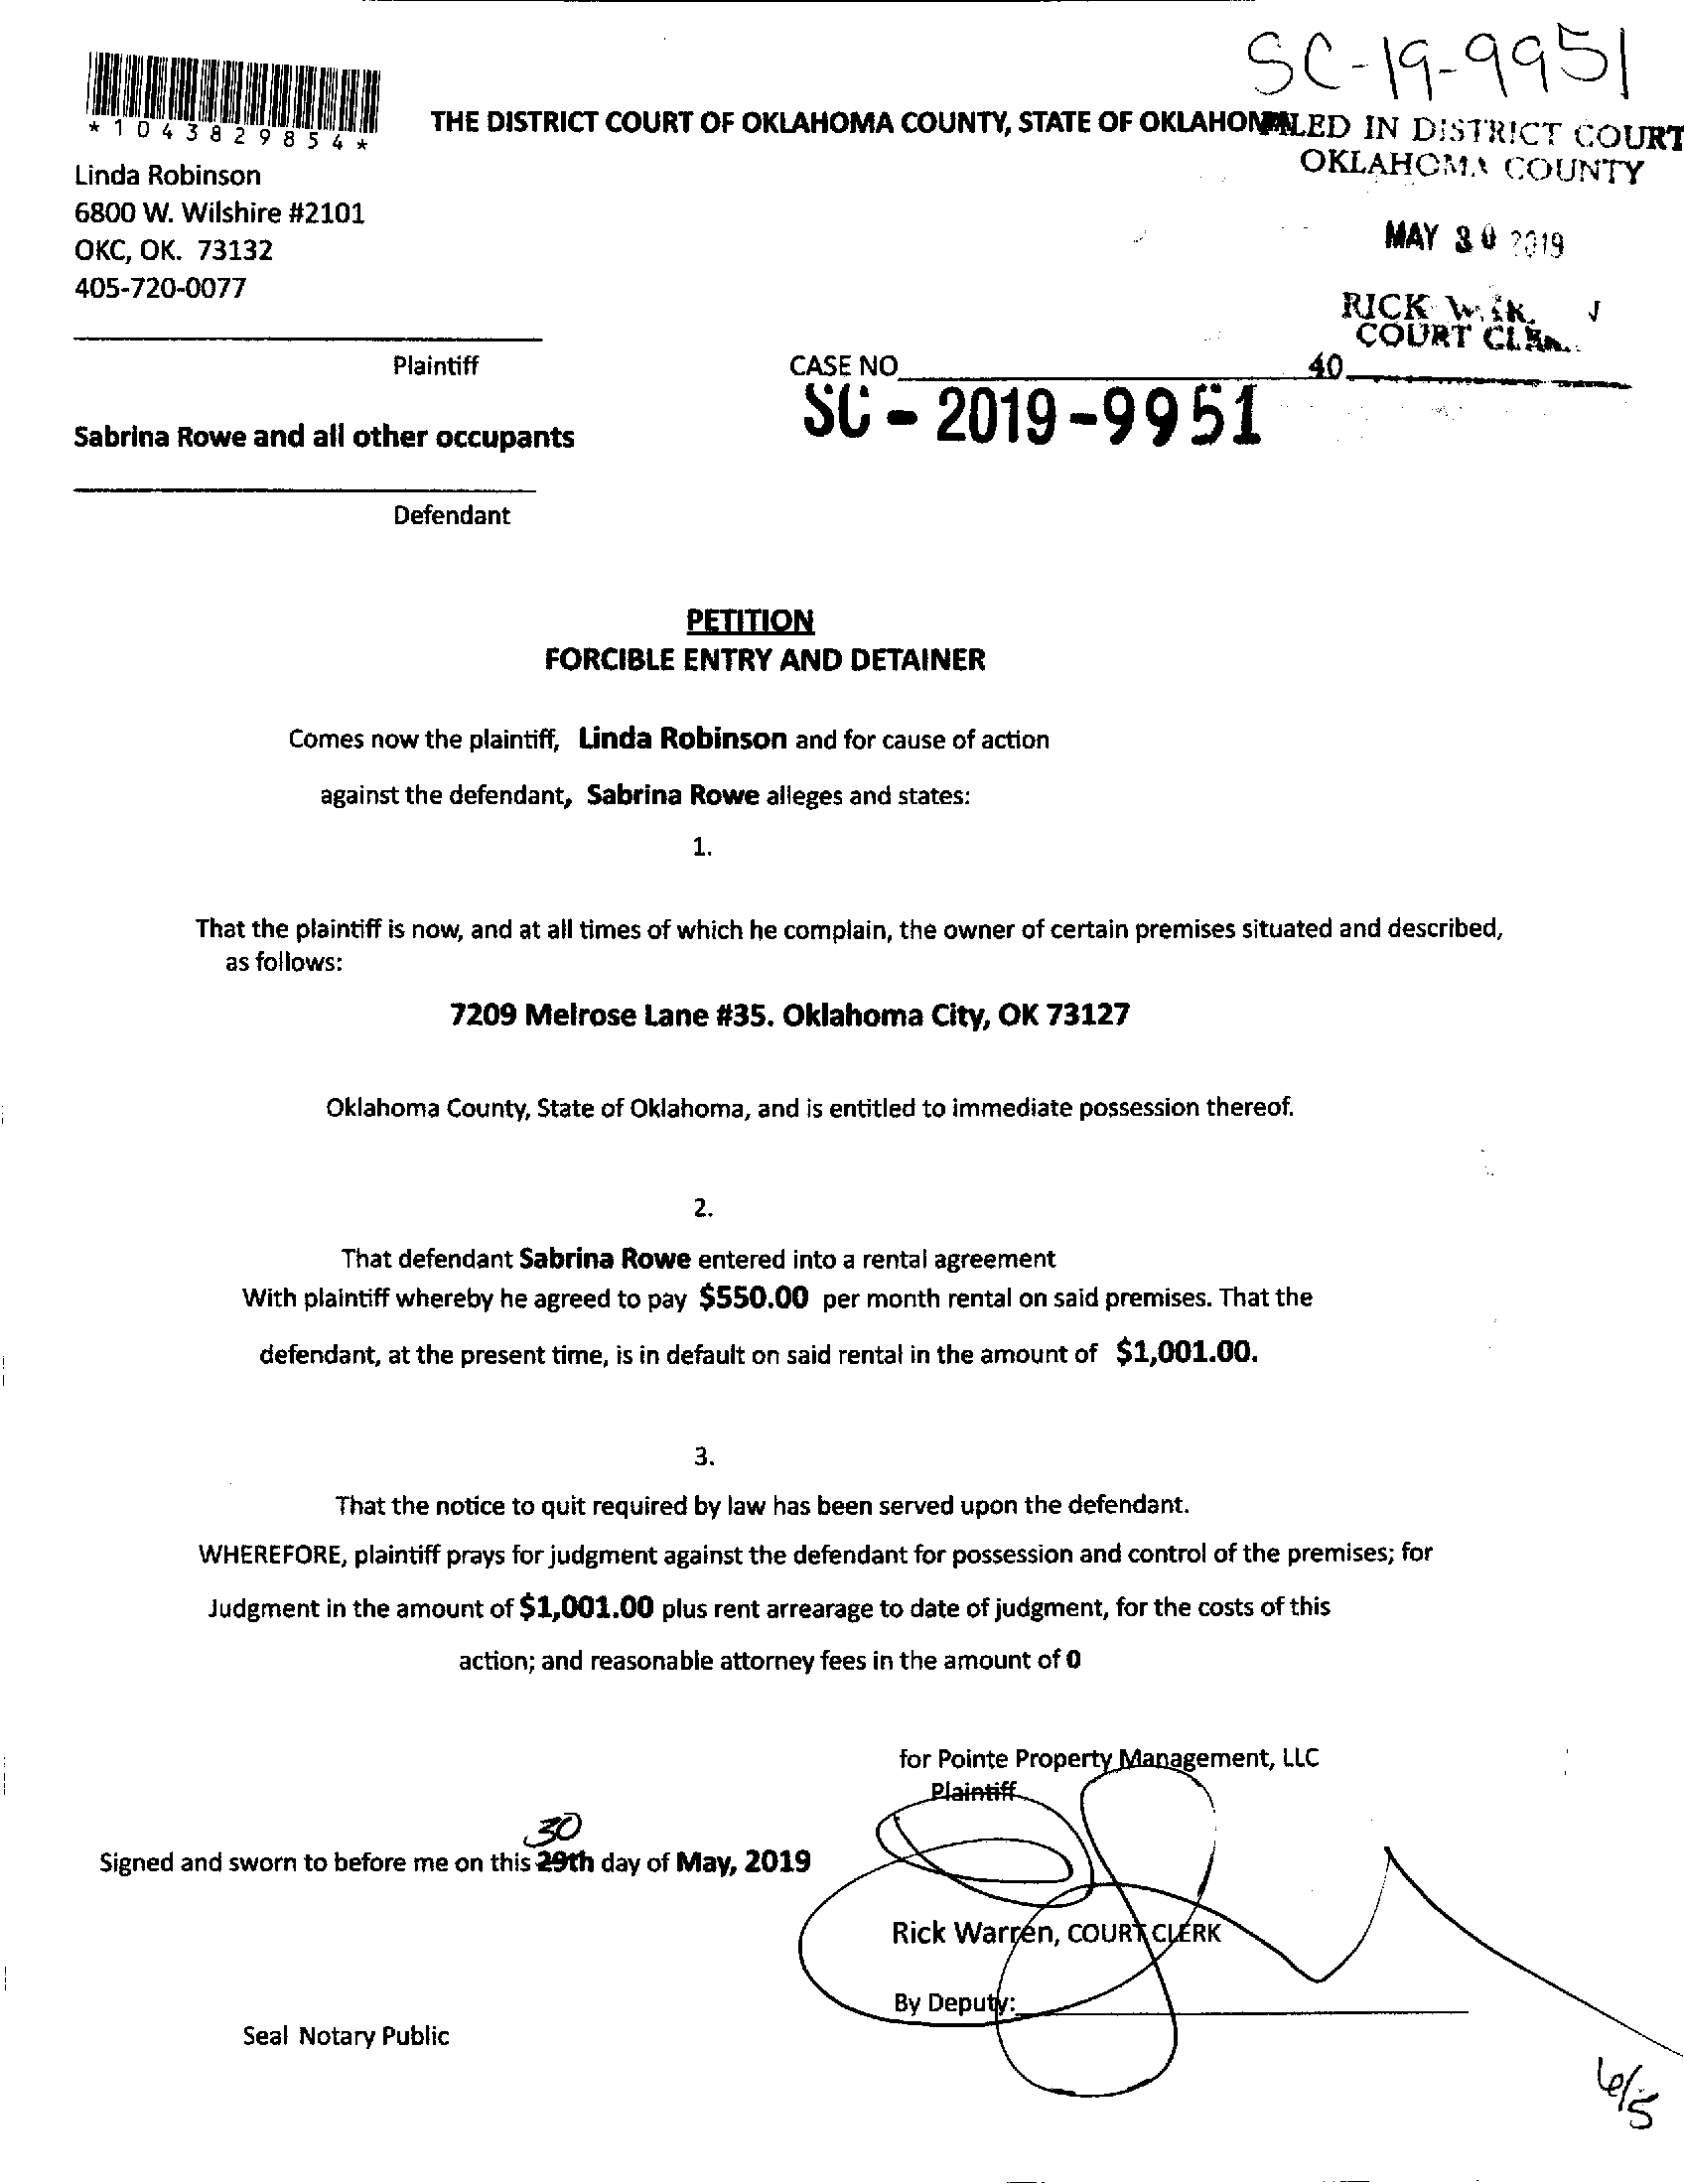 SC-19-9951
*1043829854*
THE DISTRICT COURT OF OKLAHOMA COUNTY, STATE OF
FILED IN DISTRICT COURT
OKLAHOMA COUNTY
Linda Robinson
6800 W. Wilshire #2101
OKC, OK. 73132
405-720-0077
MAY 30 2019
RICK
COURT
40
Plaintiff
CASE NO
SC - 2019-9951
Sabrina Rowe and all other occupants
Defendant
PETITION
FORCIBLE ENTRY AND DETAINER
Comes now the plaintiff, Linda Robinson and for cause of action
against the defendant, Sabrina Rowe alleges and states:
1.
That the plaintiff is now, and at all times of which he complain, the owner of certain premises situated and described,
as follows:
7209 Melrose Lane #35. Oklahoma City, OK 73127
Oklahoma County, State of Oklahoma, and is entitled to immediate possession thereof.
2.
That defendant Sabrina Rowe entered into a rental agreement
With plaintiff whereby he agreed to pay $550.00 per month rental on said premises. That the
defendant, at the present time, is in default on said rental in the amount of $1,001.00.
3.
That the notice to quit required by law has been served upon the defendant.
WHEREFORE, plaintiff prays for judgment against the defendant for possession and control of the premises; for
Judgment in the amount of $1,001.00 plus rent arrearage to date of judgment, for the costs of this
action; and reasonable attorney fees in the amount of 0
for Pointe Property Management, LLC
Plaintiff
30
Signed and sworn to before me on this 29th day of May, 2019
Rick Warren, COURT CLERK
By Deputy:
Seal Notary Public
6/5